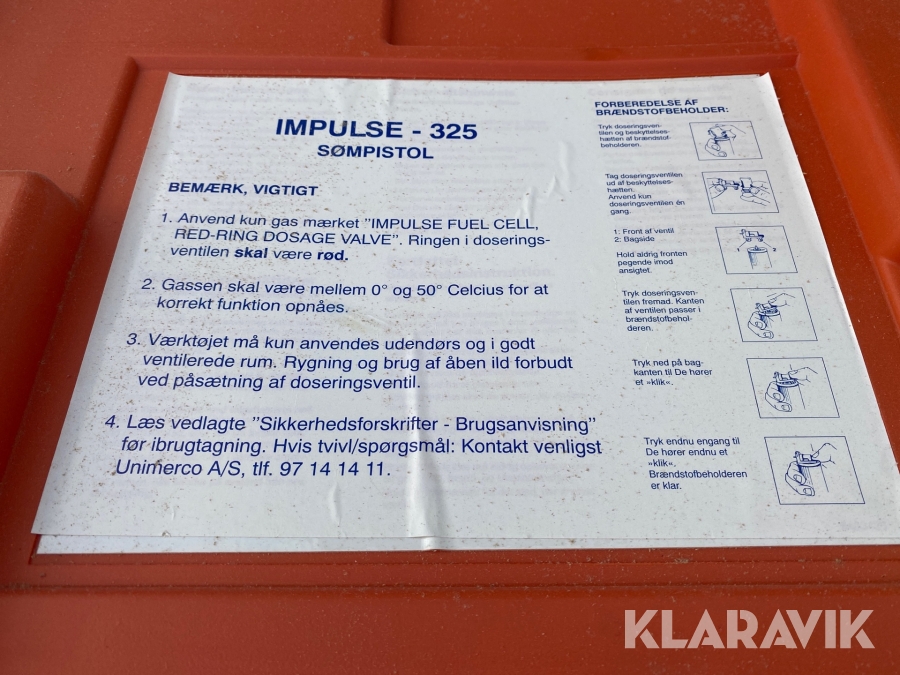 IMPULSE - 325
SØMPISTOL
BEMÆRK, VIGTIGT
1. Anvend kun gas mærket ”IMPULSE FUEL CELL,
RED-RING DOSAGE VALVE”. Ringen i doserings-
ventilen skal være rød.
2. Gassen skal være mellem 0° og 50° Celcius for at
korrekt funktion opnåes.
3. Værktøjet må kun anvendes udendørs og i godt
ventilerede rum. Rygning og brug af åben ild forbudt
ved påsætning af doseringsventil.
4. Læs vedlagte ”Sikkerhedsforskrifter - Brugsanvisning”
før ibrugtagning. Hvis tvivl/spørgsmål: Kontakt venligst
Unimerco A/S, tlf. 97 14 14 11.
FORBEREDELSE AF
BRÆNDSTOFBEHOLDER:
Tryk doseringsven-
tilen og beskyttelses-
hætten af brændstof-
beholderen.
Tag doseringsventilen
ud af beskyttelses-
hætten.
Anvend kun
doseringsventilen én
gang.
1: Front af ventil
2: Bagside
Hold aldrig fronten
pegende imod
ansigtet.
Tryk doseringsven-
tilen fremad. Kanten
af ventilen passer i
brændstofbehol-
deren.
Tryk ned på bag-
kanten til De hører
et »klik«.
Tryk endnu engang til
De hører endnu et
»klik«.
Brændstofbeholderen
er klar.
KLARAVIK